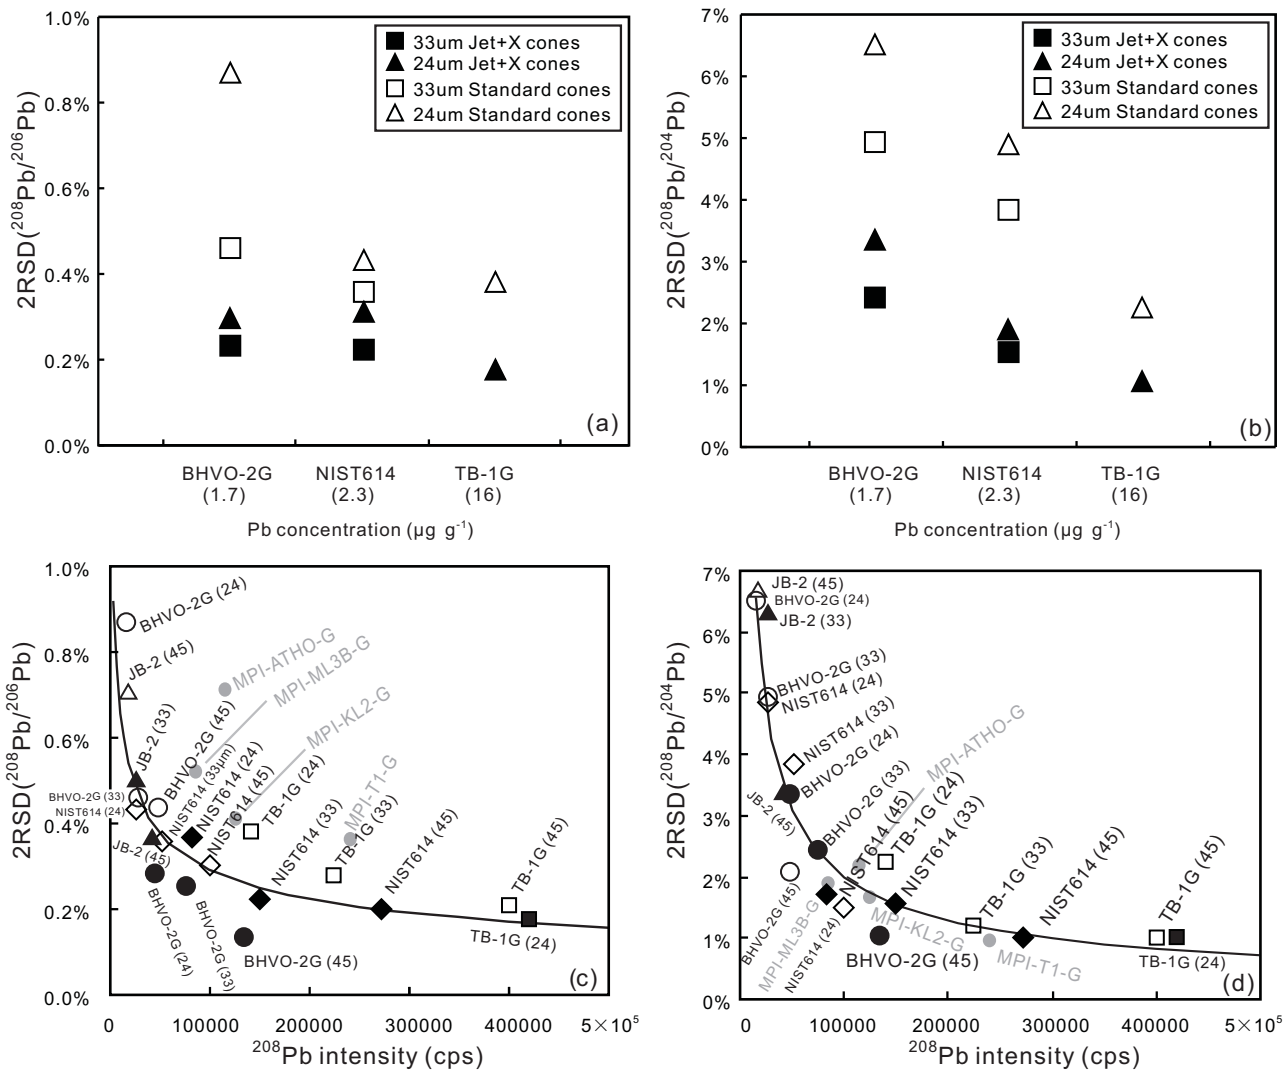 1.0%
0.8%
0.6%
0.4%
0.2%
0.0%
2RSD(²⁰⁸Pb/²⁰⁶Pb)
33um Jet+X cones
24um Jet+X cones
33um Standard cones
24um Standard cones
(a)
BHVO-2G NIST614 TB-1G
(1.7) (2.3) (16)
Pb concentration (µg g⁻¹)
7%
6%
5%
4%
3%
2%
1%
0%
2RSD(²⁰⁸Pb/²⁰⁴Pb)
33um Jet+X cones
24um Jet+X cones
33um Standard cones
24um Standard cones
(b)
BHVO-2G NIST614 TB-1G
(1.7) (2.3) (16)
Pb concentration (µg g⁻¹)
1.0%
0.8%
0.6%
0.4%
0.2%
0.0%
2RSD(²⁰⁸Pb/²⁰⁶Pb)
BHVO-2G (24)
JB-2 (45)
MPI-ATHO-G
MPI-ML3B-G
MPI-KL2-G
JB-2 (33)
BHVO-2G (45)
BHVO-2G (33)
NIST614 (24)
NIST614 (33µm)
NIST614 (24)
NIST614 (45)
TB-1G (24)
MPI-T1-G
JB-2 (45)
BHVO-2G (24)
BHVO-2G (33)
BHVO-2G (45)
NIST614 (33)
TB-1G (33)
NIST614 (45)
TB-1G (45)
TB-1G (24)
(c)
0 100000 200000 300000 400000 5×10⁵
²⁰⁸Pb intensity (cps)
7%
6%
5%
4%
3%
2%
1%
0%
2RSD(²⁰⁸Pb/²⁰⁴Pb)
JB-2 (45)
BHVO-2G (24)
JB-2 (33)
BHVO-2G (33)
NIST614 (24)
NIST614 (33)
BHVO-2G (24)
JB-2 (45)
BHVO-2G (33)
MPI-ATHO-G
NIST614 (45)
TB-1G (24)
NIST614 (33)
BHVO-2G (45)
MPI-ML3B-G
NIST614 (24)
MPI-KL2-G
BHVO-2G (45)
TB-1G (33)
MPI-T1-G
NIST614 (45)
TB-1G (45)
TB-1G (24)
(d)
0 100000 200000 300000 400000 5×10⁵
²⁰⁸Pb intensity (cps)